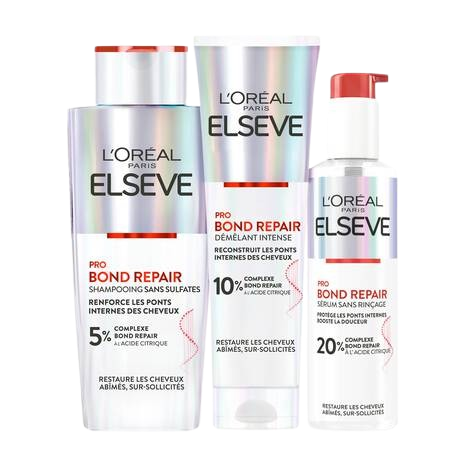 L'ORÉAL
PARIS
ELSEVE
PRO
BOND REPAIR
SHAMPOOING SANS SULFATES
RENFORCE LES PONTS
INTERNES DES CHEVEUX
5% COMPLEXE
BOND REPAIR
À L'ACIDE CITRIQUE
RESTAURE LES CHEVEUX
ABÎMÉS, SUR-SOLLICITÉS
L'ORÉAL
PARIS
ELSEVE
PRO
BOND REPAIR
DÉMÊLANT INTENSE
RECONSTRUIT LES PONTS
INTERNES DES CHEVEUX
10% COMPLEXE
BOND REPAIR
À L'ACIDE CITRIQUE
RESTAURE LES CHEVEUX
ABÎMÉS, SUR-SOLLICITÉS
L'ORÉAL
PARIS
ELSEVE
PRO
BOND REPAIR
SÉRUM SANS RINÇAGE
PROTÈGE LES PONTS INTERNES
BOOSTE LA DOUCEUR
20% COMPLEXE
BOND REPAIR
À L'ACIDE CITRIQUE
RESTAURE LES CHEVEUX
ABÎMÉS, SUR-SOLLICITÉS